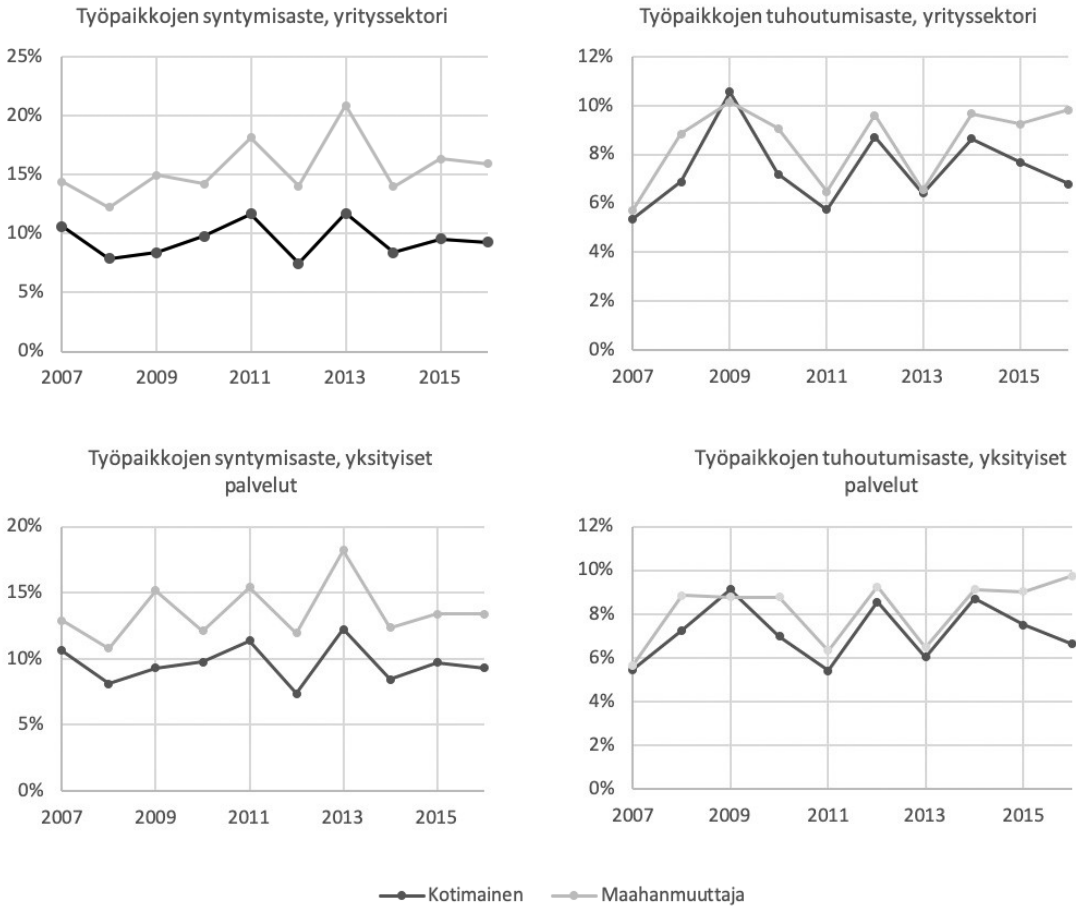 Työpaikkojen syntymisaste, yrityssektori
25%
20%
15%
10%
5%
0%
2007 2009 2011 2013 2015
Työpaikkojen tuhoutumisaste, yrityssektori
12%
10%
8%
6%
4%
2%
0%
2007 2009 2011 2013 2015
Työpaikkojen syntymisaste, yksityiset
palvelut
20%
15%
10%
5%
0%
2007 2009 2011 2013 2015
Työpaikkojen tuhoutumisaste, yksityiset
palvelut
12%
10%
8%
6%
4%
2%
0%
2007 2009 2011 2013 2015
Kotimainen Maahanmuuttaja